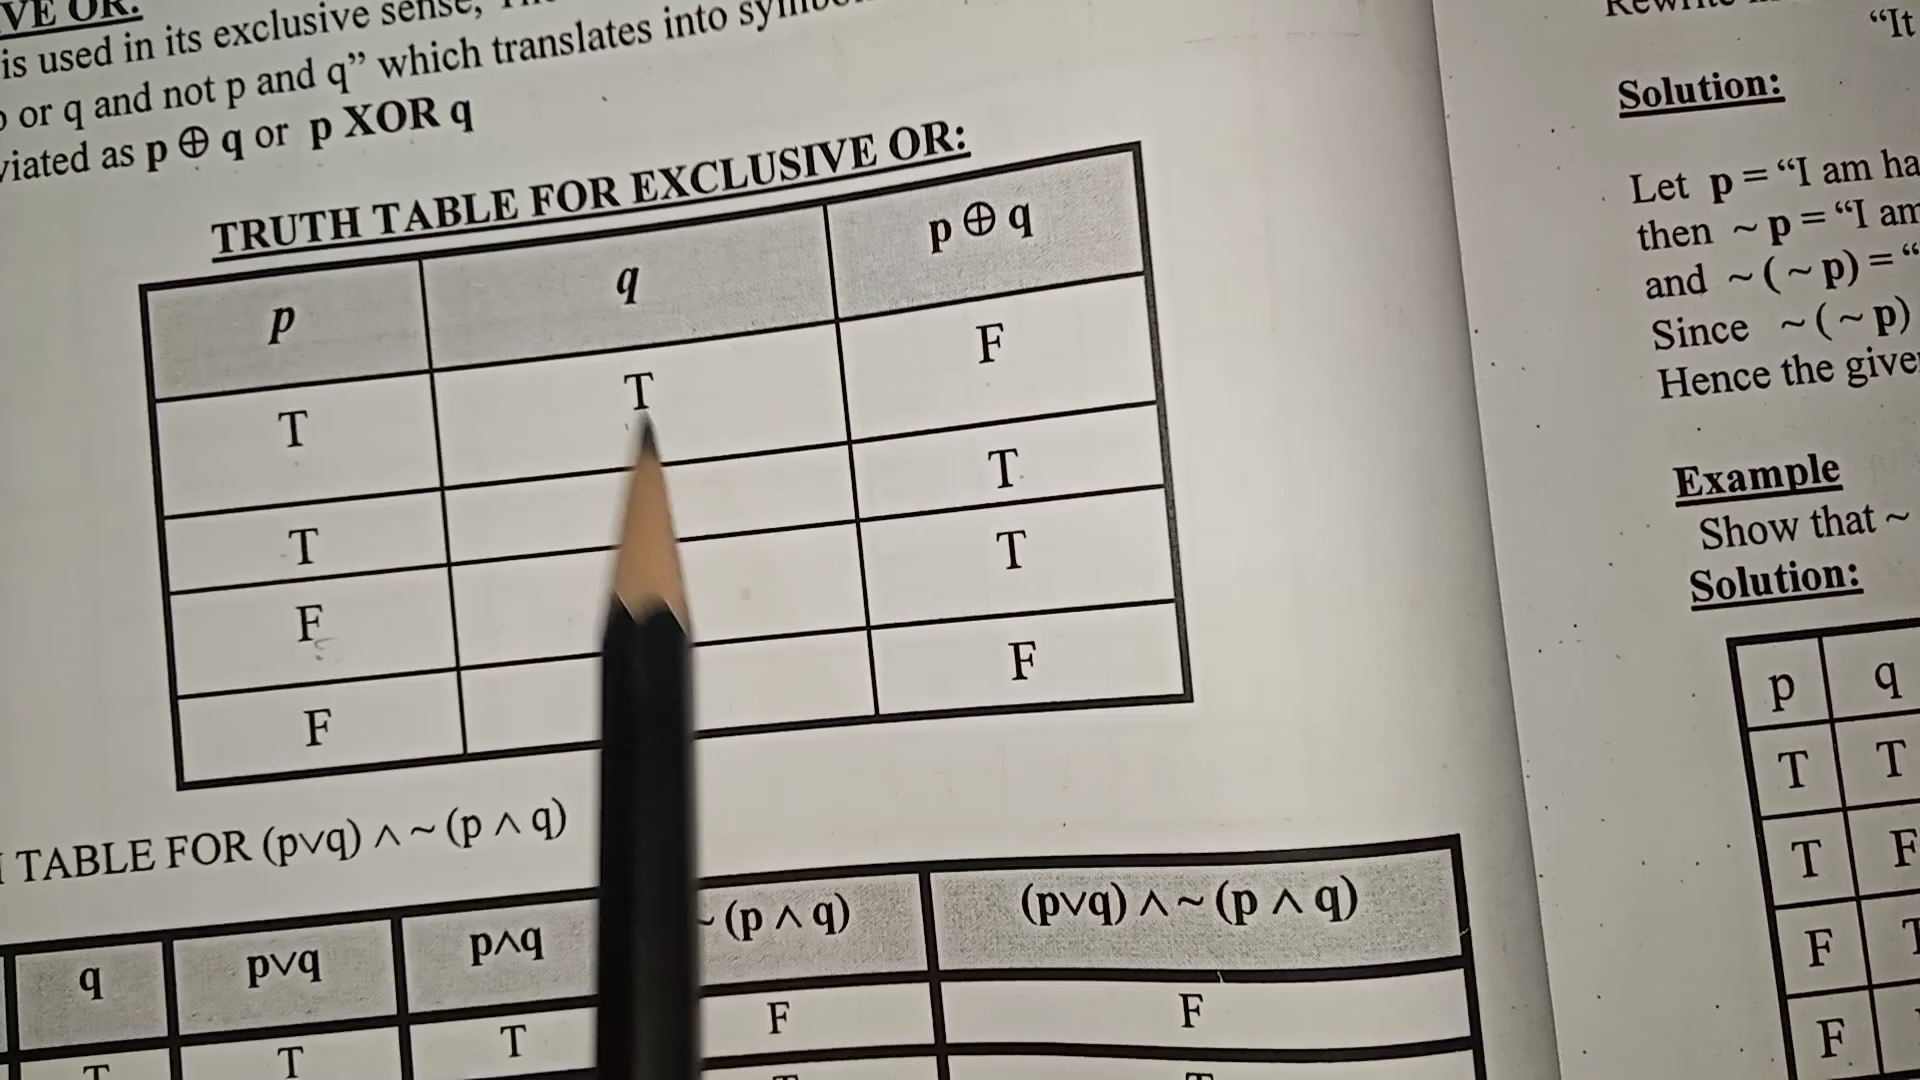 VE OR:
is used in its exclusive sense,
or q and not p and q” which translates into
viated as p ⊕ q or p XOR q
TRUTH TABLE FOR EXCLUSIVE OR:
p q p ⊕ q
T T F
T T
F T
F F
TABLE FOR (p∨q) ∧ ~ (p ∧ q)
q p∨q p∧q ~ (p ∧ q) (p∨q) ∧ ~ (p ∧ q)
T T T F F
“It
Solution:
Let p = “I am ha
then ~ p = “I am
and ~ (~ p) = “
Since ~ (~ p)
Hence the give
Example
Show that ~
Solution:
p q
T T
T F
F T
F